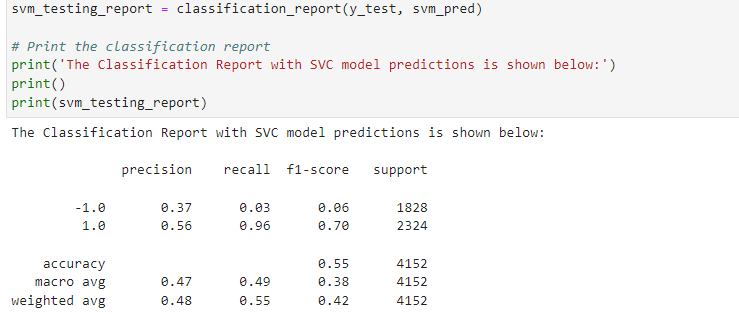 svm_testing_report = classification_report(y_test, svm_pred)
# Print the classification report
print('The Classification Report with SVC model predictions is shown below:')
print()
print(svm_testing_report)
The Classification Report with SVC model predictions is shown below:
precision recall f1-score support
-1.0 0.37 0.03 0.06 1828
1.0 0.56 0.96 0.70 2324
accuracy 0.55 4152
macro avg 0.47 0.49 0.38 4152
weighted avg 0.48 0.55 0.42 4152